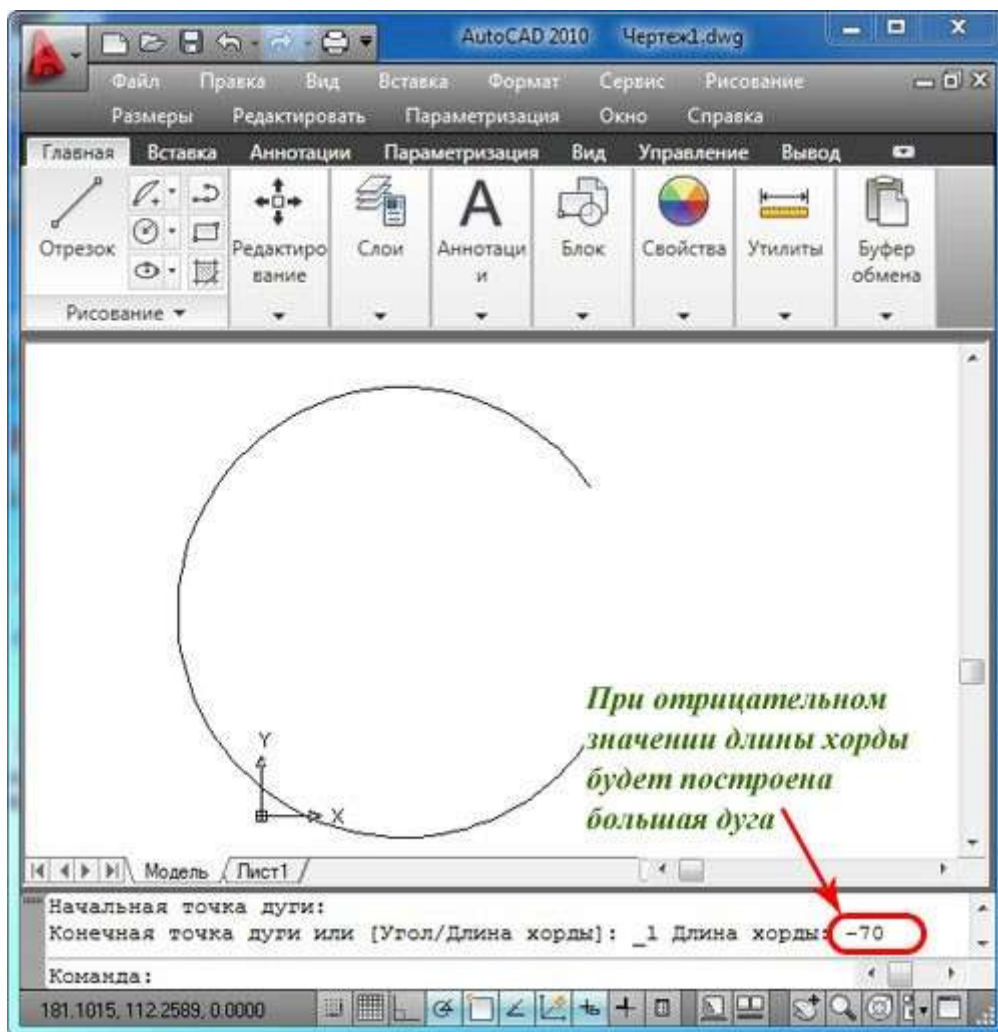 AutoCAD 2010 Чертеж1.dwg
Файл Правка Вид Вставка Формат Сервис Рисование
Размеры Редактировать Параметризация Окно Справка
Главная Вставка Аннотации Параметризация Вид Управление Вывод
Отрезок
Редактиро
вание
Слои
Аннотаци
и
Блок
Свойства
Утилиты
Буфер
обмена
Рисование
Y
X
При отрицательном
значении длины хорды
будет построена
большая дуга
Модель Лист1
Начальная точка дуги:
Конечная точка дуги или [Угол/Длина хорды]: _l Длина хорды: -70
Команда:
181.1015, 112.2589, 0.0000